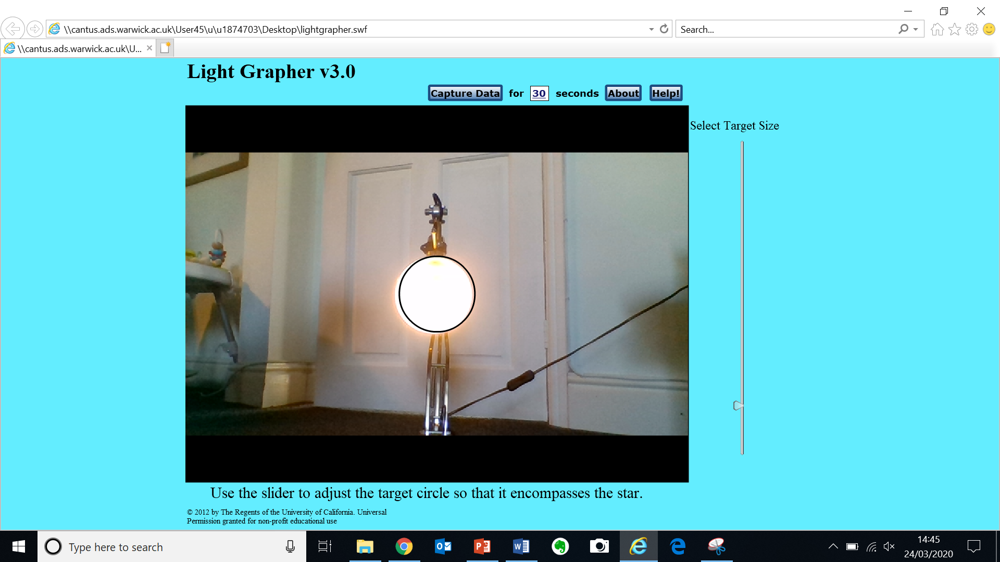 \\cantus.ads.warwick.ac.uk\User45\u\u1874703\Desktop\lightgrapher.swf
Search...
\\cantus.ads.warwick.ac.uk\U...
Light Grapher v3.0
Capture Data for 30 seconds About Help!
Select Target Size
Use the slider to adjust the target circle so that it encompasses the star.
© 2012 by The Regents of the University of California. Universal
Permission granted for non-profit educational use
Type here to search
14:45
24/03/2020